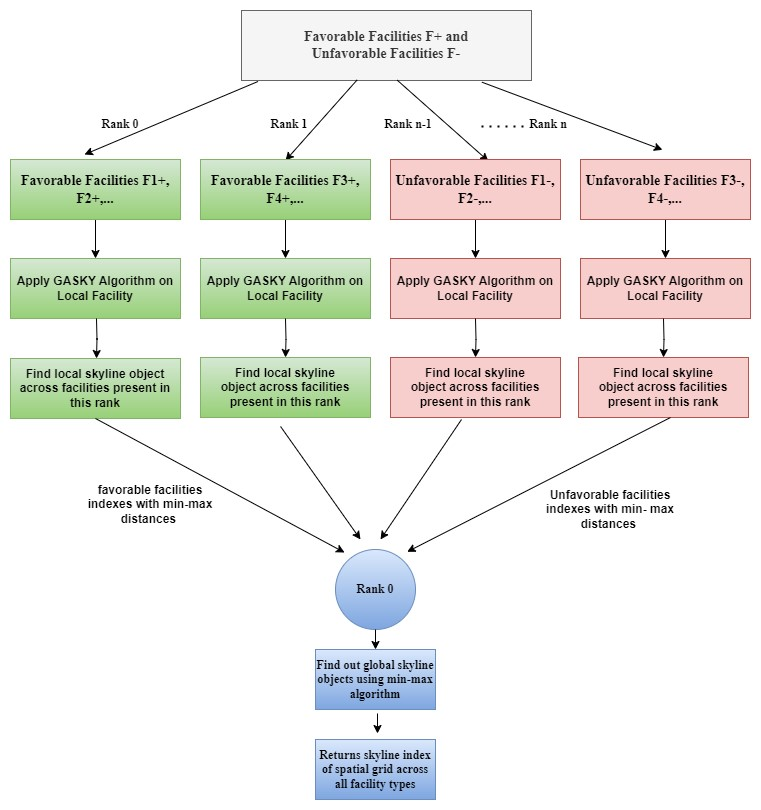 Favorable Facilities F+ and
Unfavorable Facilities F-
Rank 0
Rank 1
Rank n-1
. . . . . . Rank n
Favorable Facilities F1+,
F2+,...
Favorable Facilities F3+,
F4+,...
Unfavorable Facilities F1-,
F2-,...
Unfavorable Facilities F3-,
F4-,...
Apply GASKY Algorithm on
Local Facility
Apply GASKY Algorithm on
Local Facility
Apply GASKY Algorithm on
Local Facility
Apply GASKY Algorithm on
Local Facility
Find local skyline object
across facilities present in
this rank
Find local skyline
object across facilities
present in this rank
Find local skyline
object across facilities
present in this rank
Find local skyline
object across facilities
present in this rank
favorable facilities
indexes with min-max
distances
Unfavorable facilities
indexes with min- max
distances
Rank 0
Find out global skyline
objects using min-max
algorithm
Returns skyline index
of spatial grid across
all facility types